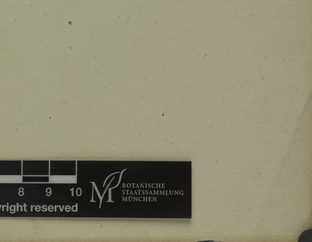 8 9 10
right reserved
BOTANISCHE
STAATSSAMMLUNG
MÜNCHEN